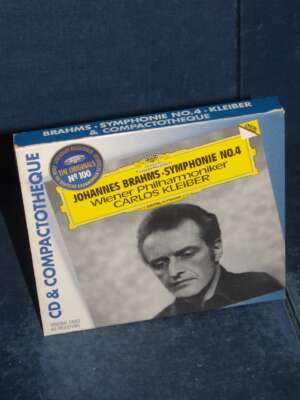 BRAHMS · SYMPHONIE NO.4 · KLEIBER
& COMPACTOTHEQUE
CD & COMPACTOTHEQUE
THE ORIGINALS
Nº 100
JOHANNES BRAHMS · SYMPHONIE NO.4
Wiener Philharmoniker
CARLOS KLEIBER